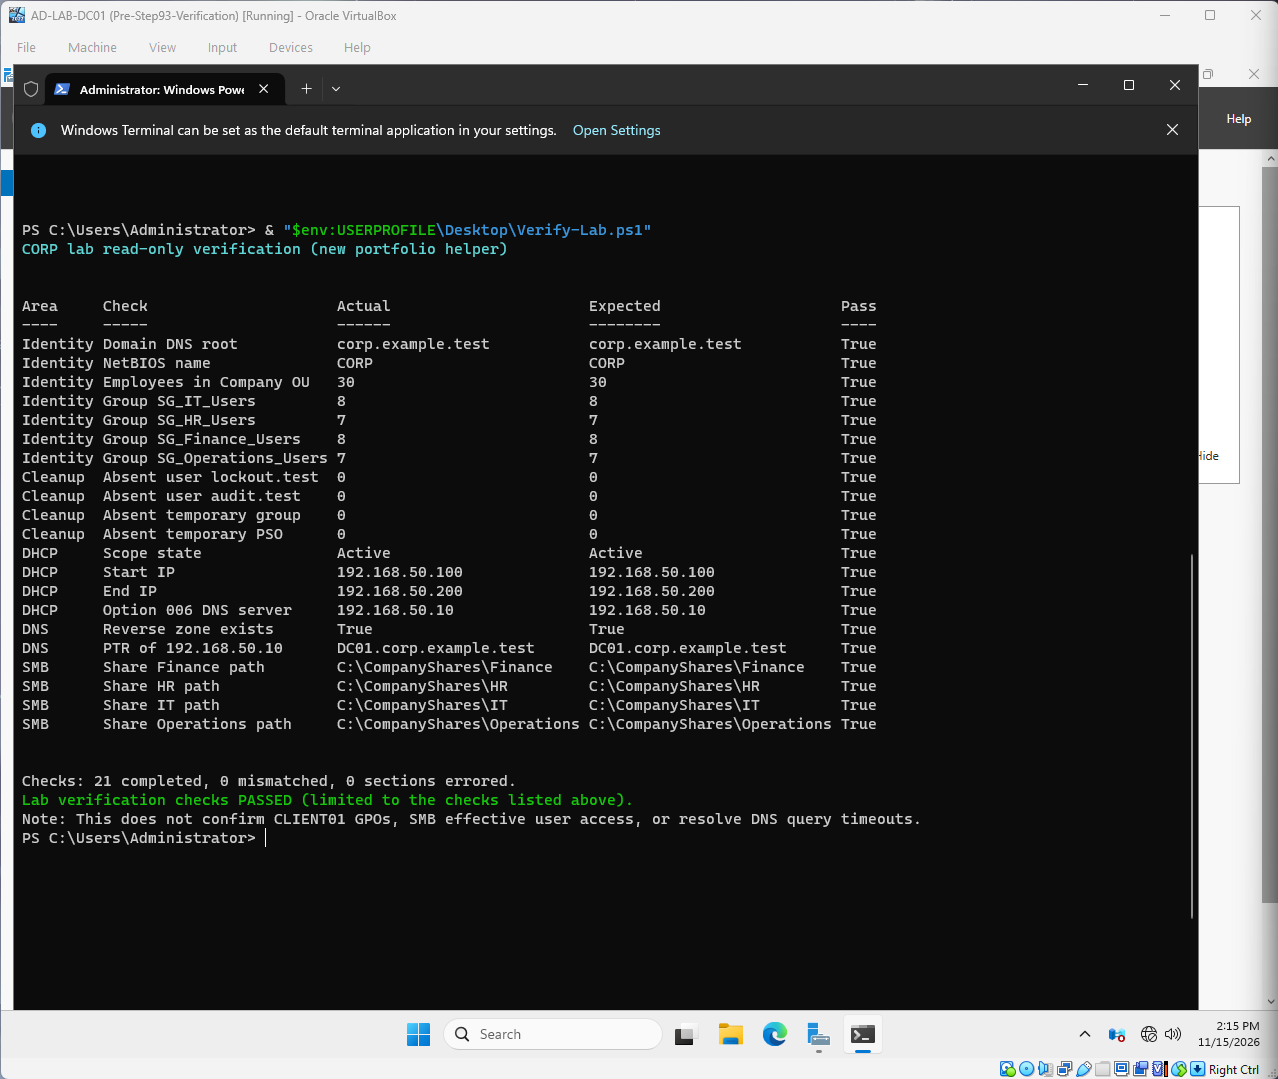 AD-LAB-DC01 (Pre-Step93-Verification) [Running] - Oracle VirtualBox
File Machine View Input Devices Help
Administrator: Windows Powe
Windows Terminal can be set as the default terminal application in your settings. Open Settings
Help
PS C:\Users\Administrator> & "$env:USERPROFILE\Desktop\Verify-Lab.ps1"
CORP lab read-only verification (new portfolio helper)
Area Check Actual Expected Pass
---- ----- ------ -------- ----
Identity Domain DNS root corp.example.test corp.example.test True
Identity NetBIOS name CORP CORP True
Identity Employees in Company OU 30 30 True
Identity Group SG_IT_Users 8 8 True
Identity Group SG_HR_Users 7 7 True
Identity Group SG_Finance_Users 8 8 True
Identity Group SG_Operations_Users 7 7 True
Hide
Cleanup Absent user lockout.test 0 0 True
Cleanup Absent user audit.test 0 0 True
Cleanup Absent temporary group 0 0 True
Cleanup Absent temporary PSO 0 0 True
DHCP Scope state Active Active True
DHCP Start IP 192.168.50.100 192.168.50.100 True
DHCP End IP 192.168.50.200 192.168.50.200 True
DHCP Option 006 DNS server 192.168.50.10 192.168.50.10 True
DNS Reverse zone exists True True True
DNS PTR of 192.168.50.10 DC01.corp.example.test DC01.corp.example.test True
SMB Share Finance path C:\CompanyShares\Finance C:\CompanyShares\Finance True
SMB Share HR path C:\CompanyShares\HR C:\CompanyShares\HR True
SMB Share IT path C:\CompanyShares\IT C:\CompanyShares\IT True
SMB Share Operations path C:\CompanyShares\Operations C:\CompanyShares\Operations True
Checks: 21 completed, 0 mismatched, 0 sections errored.
Lab verification checks PASSED (limited to the checks listed above).
Note: This does not confirm CLIENT01 GPOs, SMB effective user access, or resolve DNS query timeouts.
PS C:\Users\Administrator>
Search
2:15 PM
11/15/2026
Right Ctrl